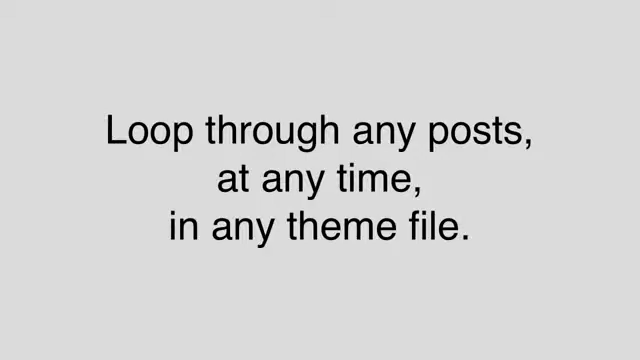 Loop through any posts,
at any time,
in any theme file.